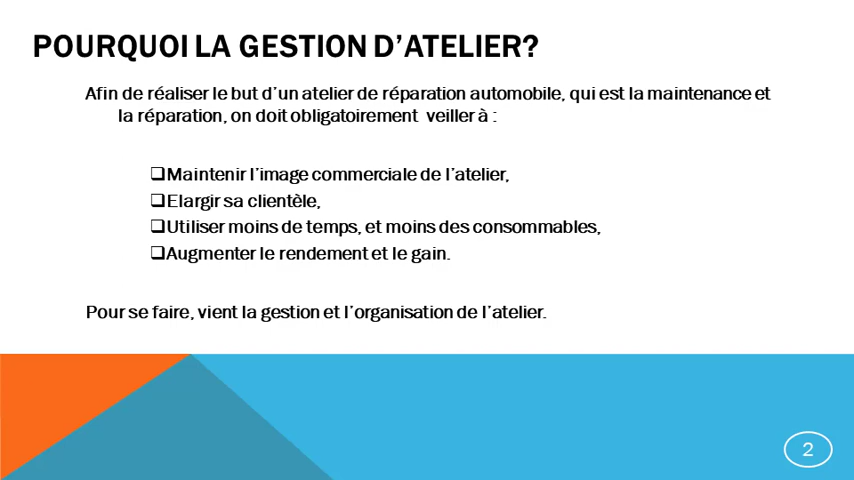 POURQUOI LA GESTION D’ATELIER?
Afin de réaliser le but d’un atelier de réparation automobile, qui est la maintenance et
la réparation, on doit obligatoirement veiller à :
❑Maintenir l’image commerciale de l’atelier,
❑Elargir sa clientèle,
❑Utiliser moins de temps, et moins des consommables,
❑Augmenter le rendement et le gain.
Pour se faire, vient la gestion et l’organisation de l’atelier.
2